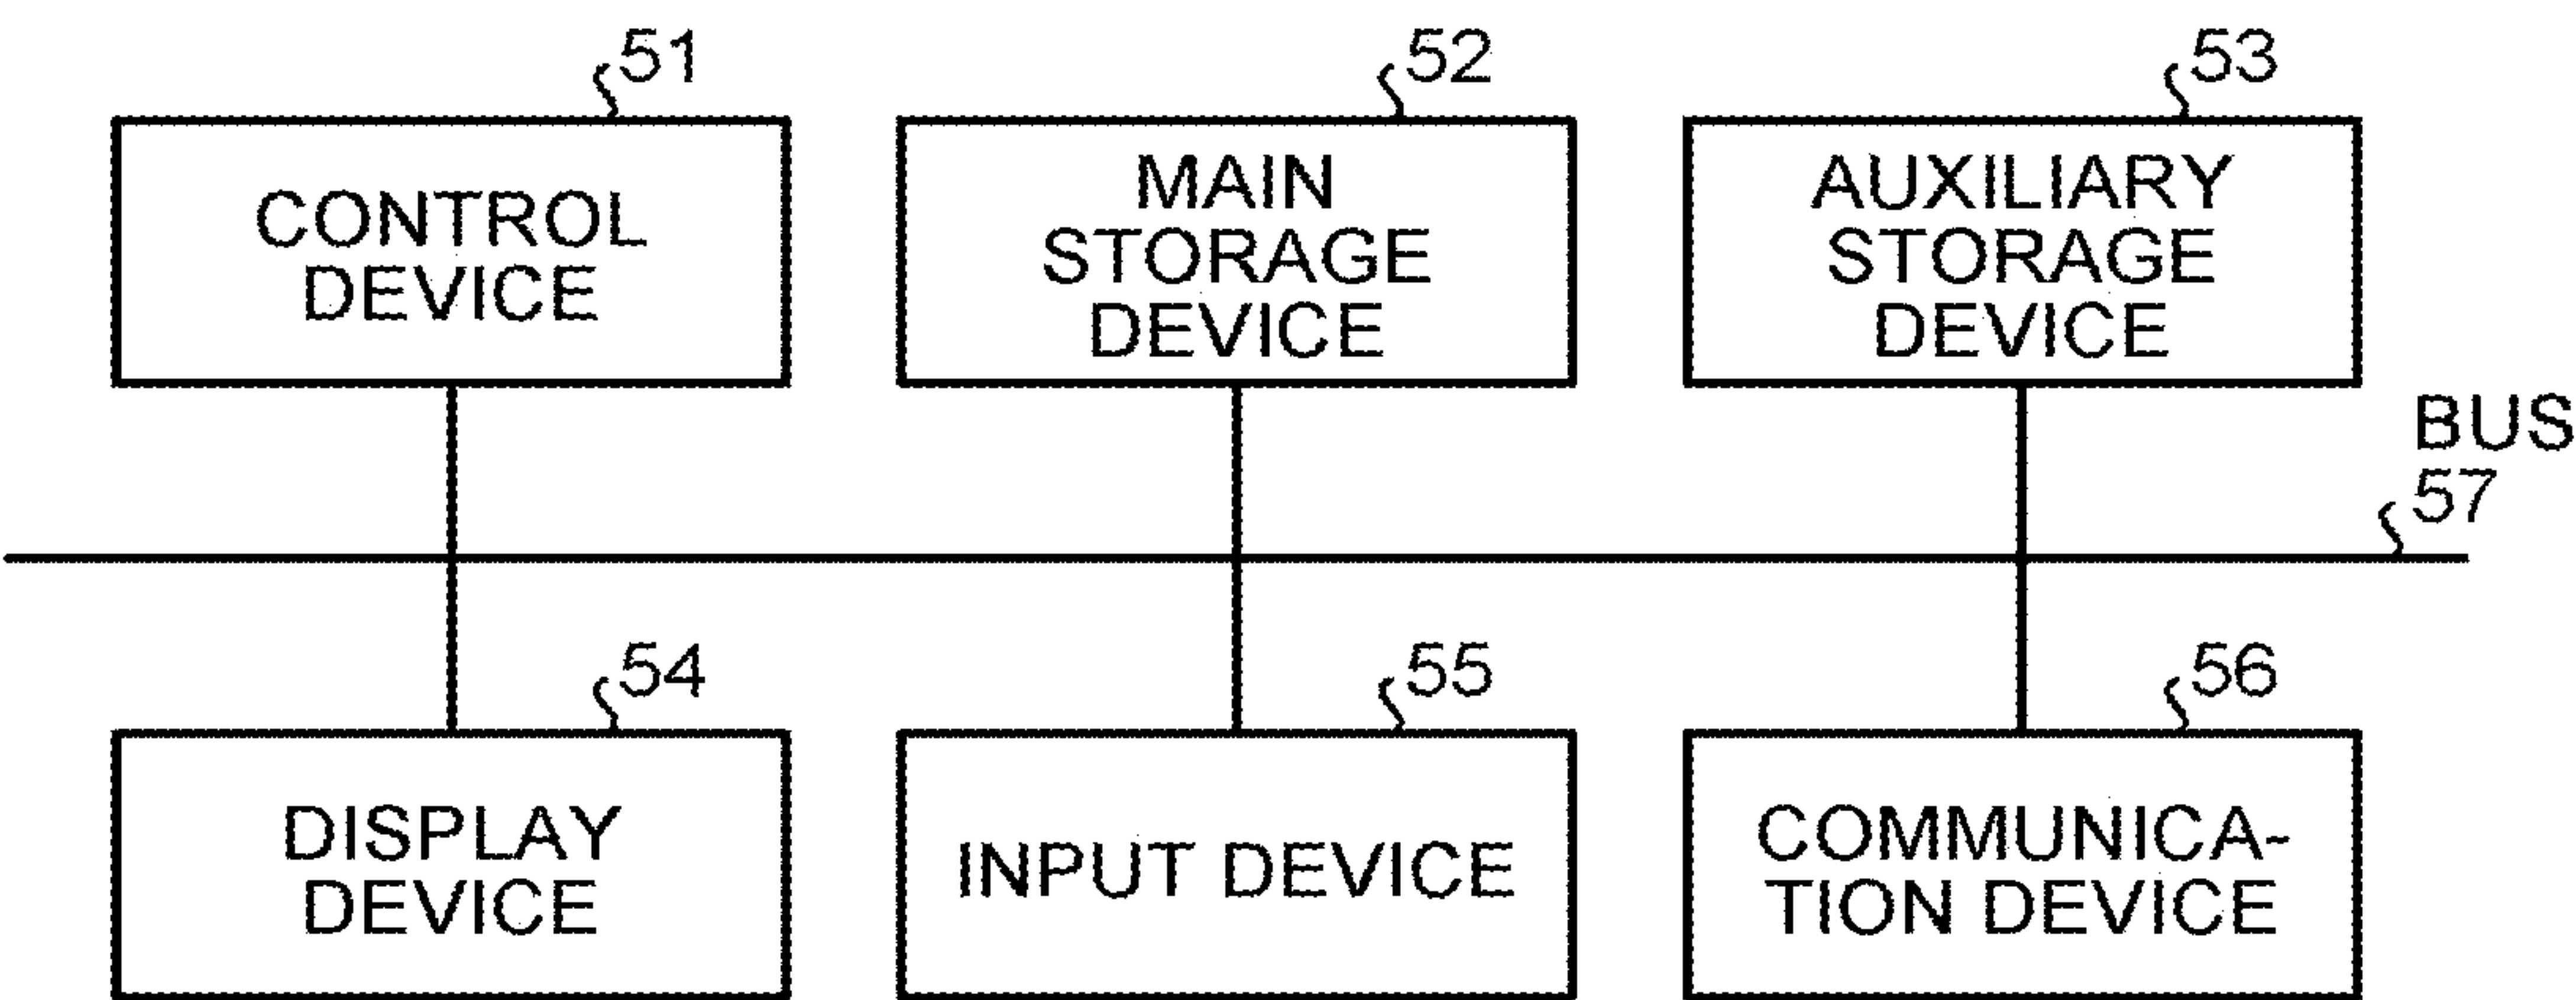 51
CONTROL
DEVICE
52
MAIN
STORAGE
DEVICE
53
AUXILIARY
STORAGE
DEVICE
BUS
57
54
DISPLAY
DEVICE
55
INPUT DEVICE
56
COMMUNICA-
TION DEVICE